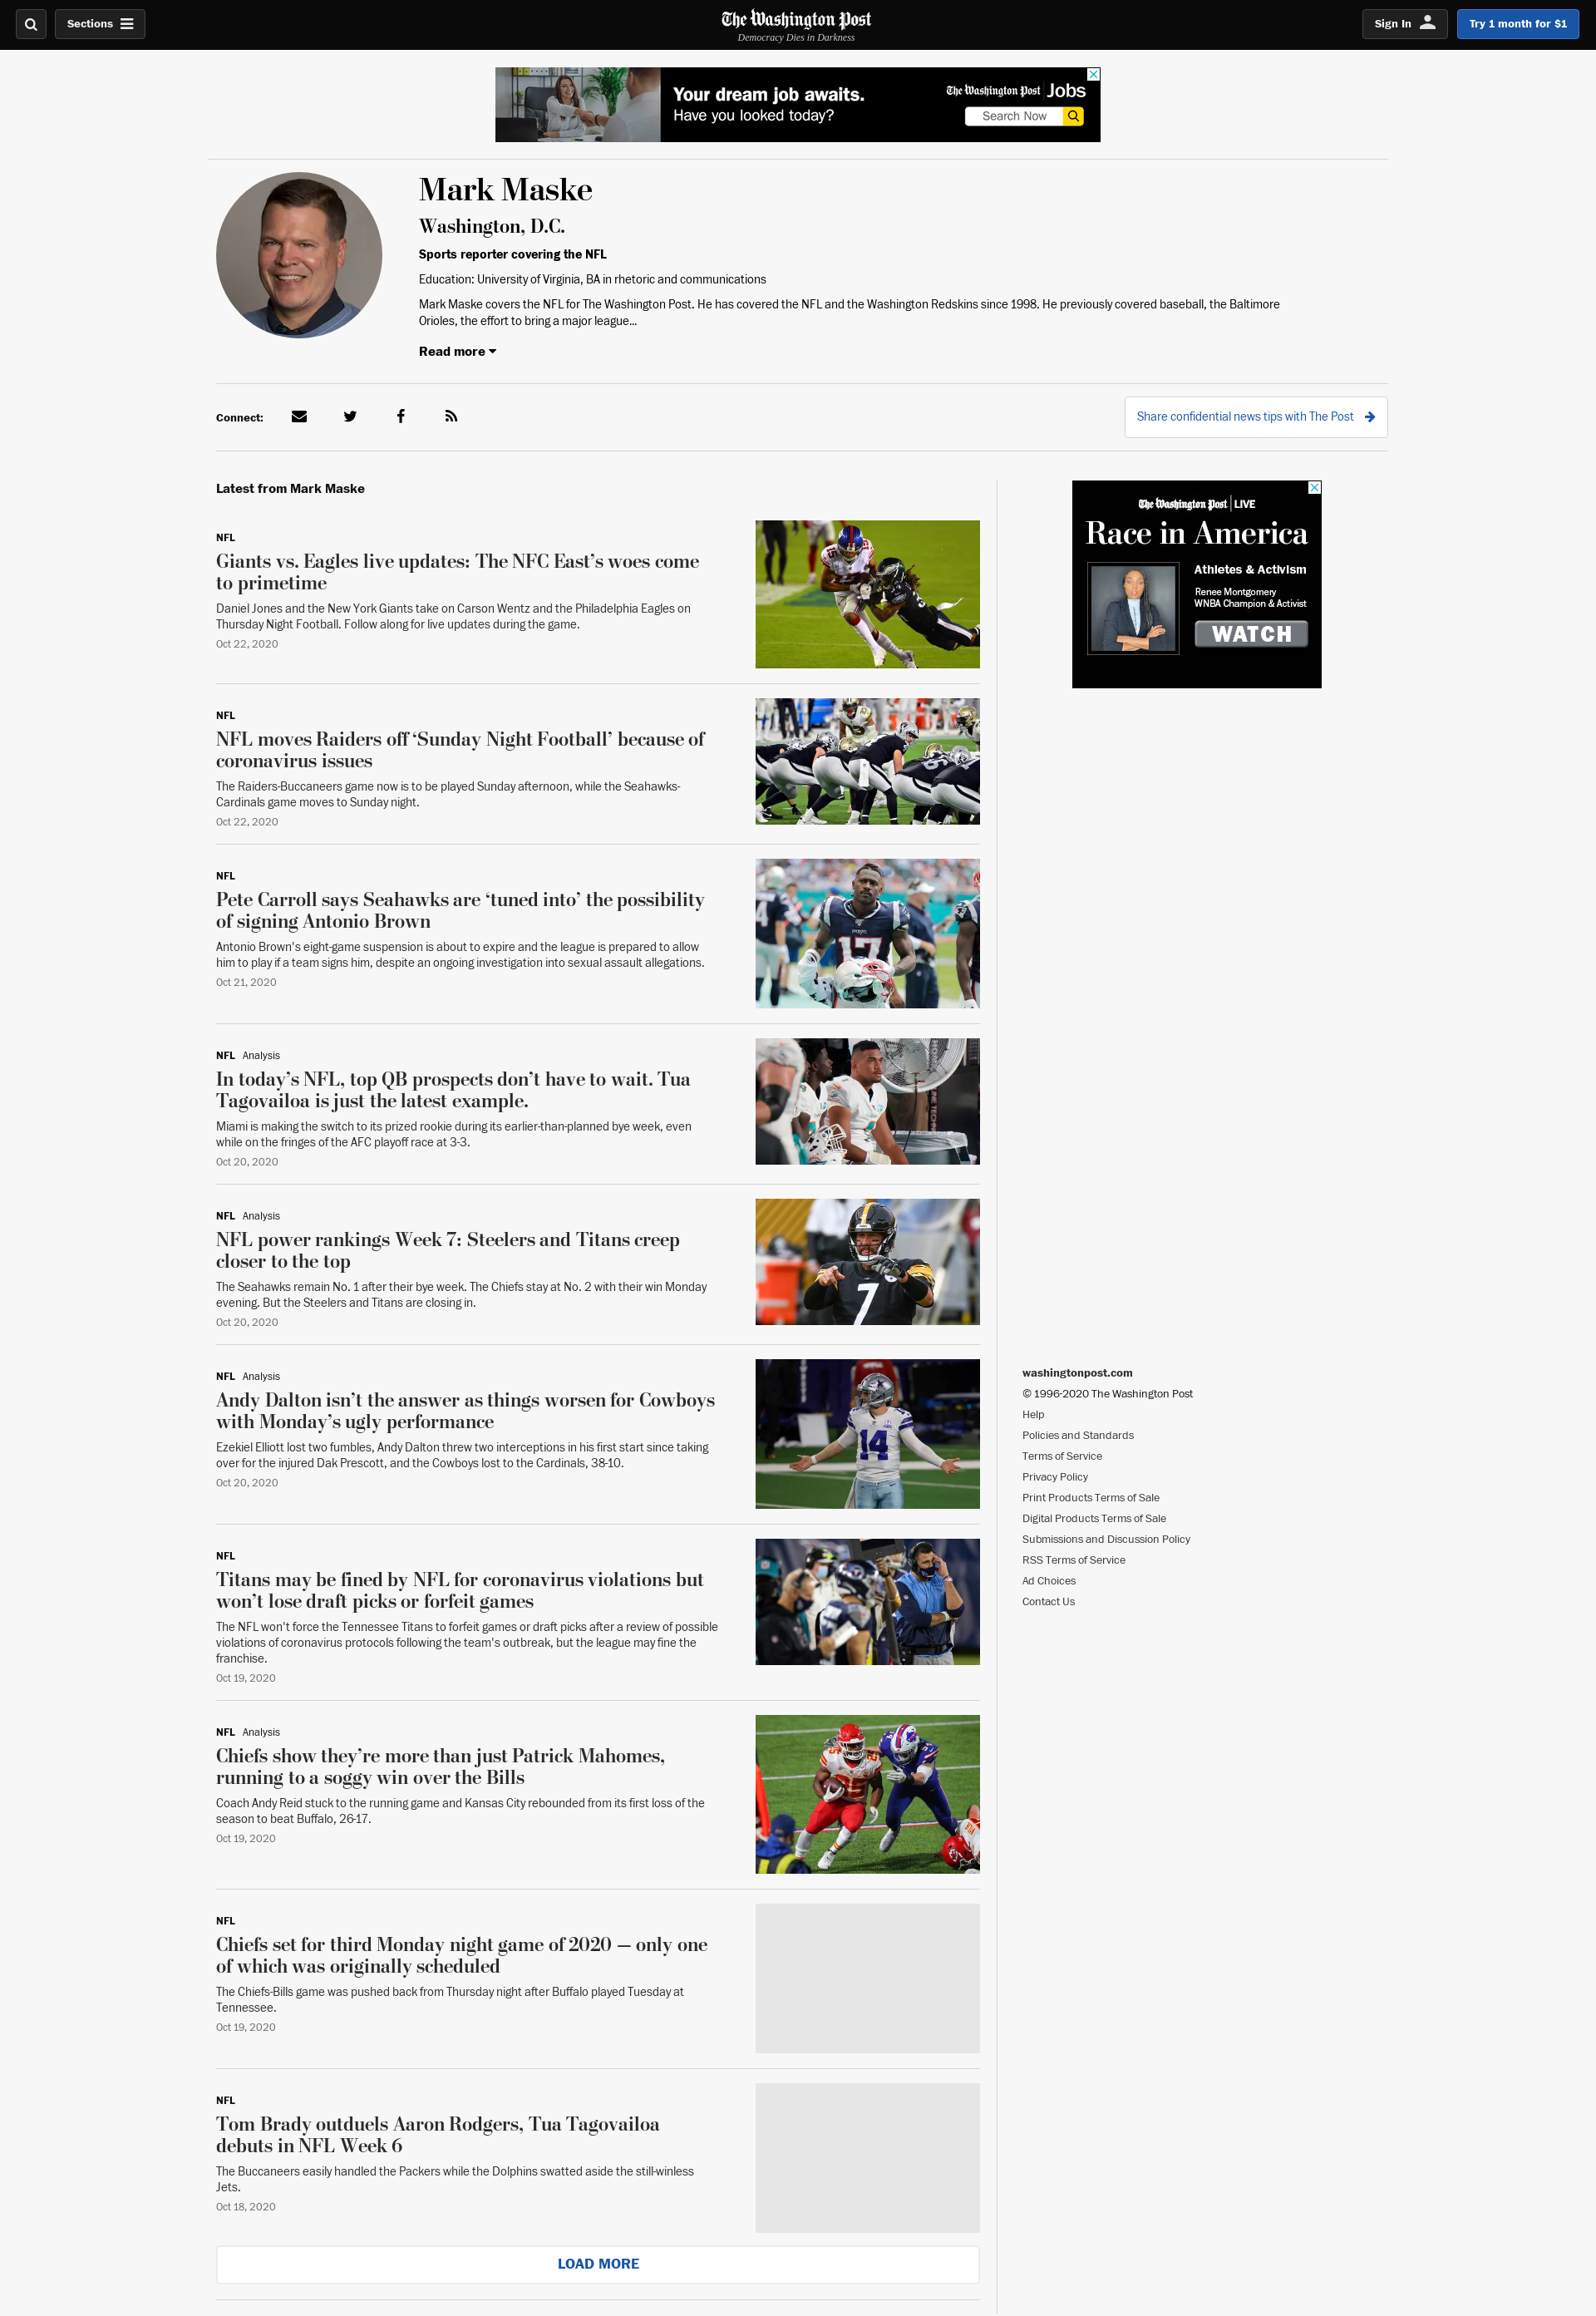 Sections
The Washington Post
Democracy Dies in Darkness
Sign In
Try 1 month for $1
Your dream job awaits.
Have you looked today?
The Washington Post Jobs
Search Now
Mark Maske
Washington, D.C.
Sports reporter covering the NFL
Education: University of Virginia, BA in rhetoric and communications
Mark Maske covers the NFL for The Washington Post. He has covered the NFL and the Washington Redskins since 1998. He previously covered baseball, the Baltimore
Orioles, the effort to bring a major league...
Read more
Connect:
Share confidential news tips with The Post
Latest from Mark Maske
NFL
Giants vs. Eagles live updates: The NFC East’s woes come
to primetime
Daniel Jones and the New York Giants take on Carson Wentz and the Philadelphia Eagles on
Thursday Night Football. Follow along for live updates during the game.
Oct 22, 2020
NFL
NFL moves Raiders off ‘Sunday Night Football’ because of
coronavirus issues
The Raiders-Buccaneers game now is to be played Sunday afternoon, while the Seahawks-
Cardinals game moves to Sunday night.
Oct 22, 2020
NFL
Pete Carroll says Seahawks are ‘tuned into’ the possibility
of signing Antonio Brown
Antonio Brown's eight-game suspension is about to expire and the league is prepared to allow
him to play if a team signs him, despite an ongoing investigation into sexual assault allegations.
Oct 21, 2020
17
NFL Analysis
In today’s NFL, top QB prospects don’t have to wait. Tua
Tagovailoa is just the latest example.
Miami is making the switch to its prized rookie during its earlier-than-planned bye week, even
while on the fringes of the AFC playoff race at 3-3.
Oct 20, 2020
NFL Analysis
NFL power rankings Week 7: Steelers and Titans creep
closer to the top
The Seahawks remain No. 1 after their bye week. The Chiefs stay at No. 2 with their win Monday
evening. But the Steelers and Titans are closing in.
Oct 20, 2020
7
NFL Analysis
Andy Dalton isn’t the answer as things worsen for Cowboys
with Monday’s ugly performance
Ezekiel Elliott lost two fumbles, Andy Dalton threw two interceptions in his first start since taking
over for the injured Dak Prescott, and the Cowboys lost to the Cardinals, 38-10.
Oct 20, 2020
14
NFL
Titans may be fined by NFL for coronavirus violations but
won’t lose draft picks or forfeit games
The NFL won't force the Tennessee Titans to forfeit games or draft picks after a review of possible
violations of coronavirus protocols following the team's outbreak, but the league may fine the
franchise.
Oct 19, 2020
NFL Analysis
Chiefs show they’re more than just Patrick Mahomes,
running to a soggy win over the Bills
Coach Andy Reid stuck to the running game and Kansas City rebounded from its first loss of the
season to beat Buffalo, 26-17.
Oct 19, 2020
25
NFL
Chiefs set for third Monday night game of 2020 — only one
of which was originally scheduled
The Chiefs-Bills game was pushed back from Thursday night after Buffalo played Tuesday at
Tennessee.
Oct 19, 2020
NFL
Tom Brady outduels Aaron Rodgers, Tua Tagovailoa
debuts in NFL Week 6
The Buccaneers easily handled the Packers while the Dolphins swatted aside the still-winless
Jets.
Oct 18, 2020
LOAD MORE
The Washington Post LIVE
Race in America
Athletes & Activism
Renee Montgomery
WNBA Champion & Activist
WATCH
washingtonpost.com
© 1996-2020 The Washington Post
Help
Policies and Standards
Terms of Service
Privacy Policy
Print Products Terms of Sale
Digital Products Terms of Sale
Submissions and Discussion Policy
RSS Terms of Service
Ad Choices
Contact Us